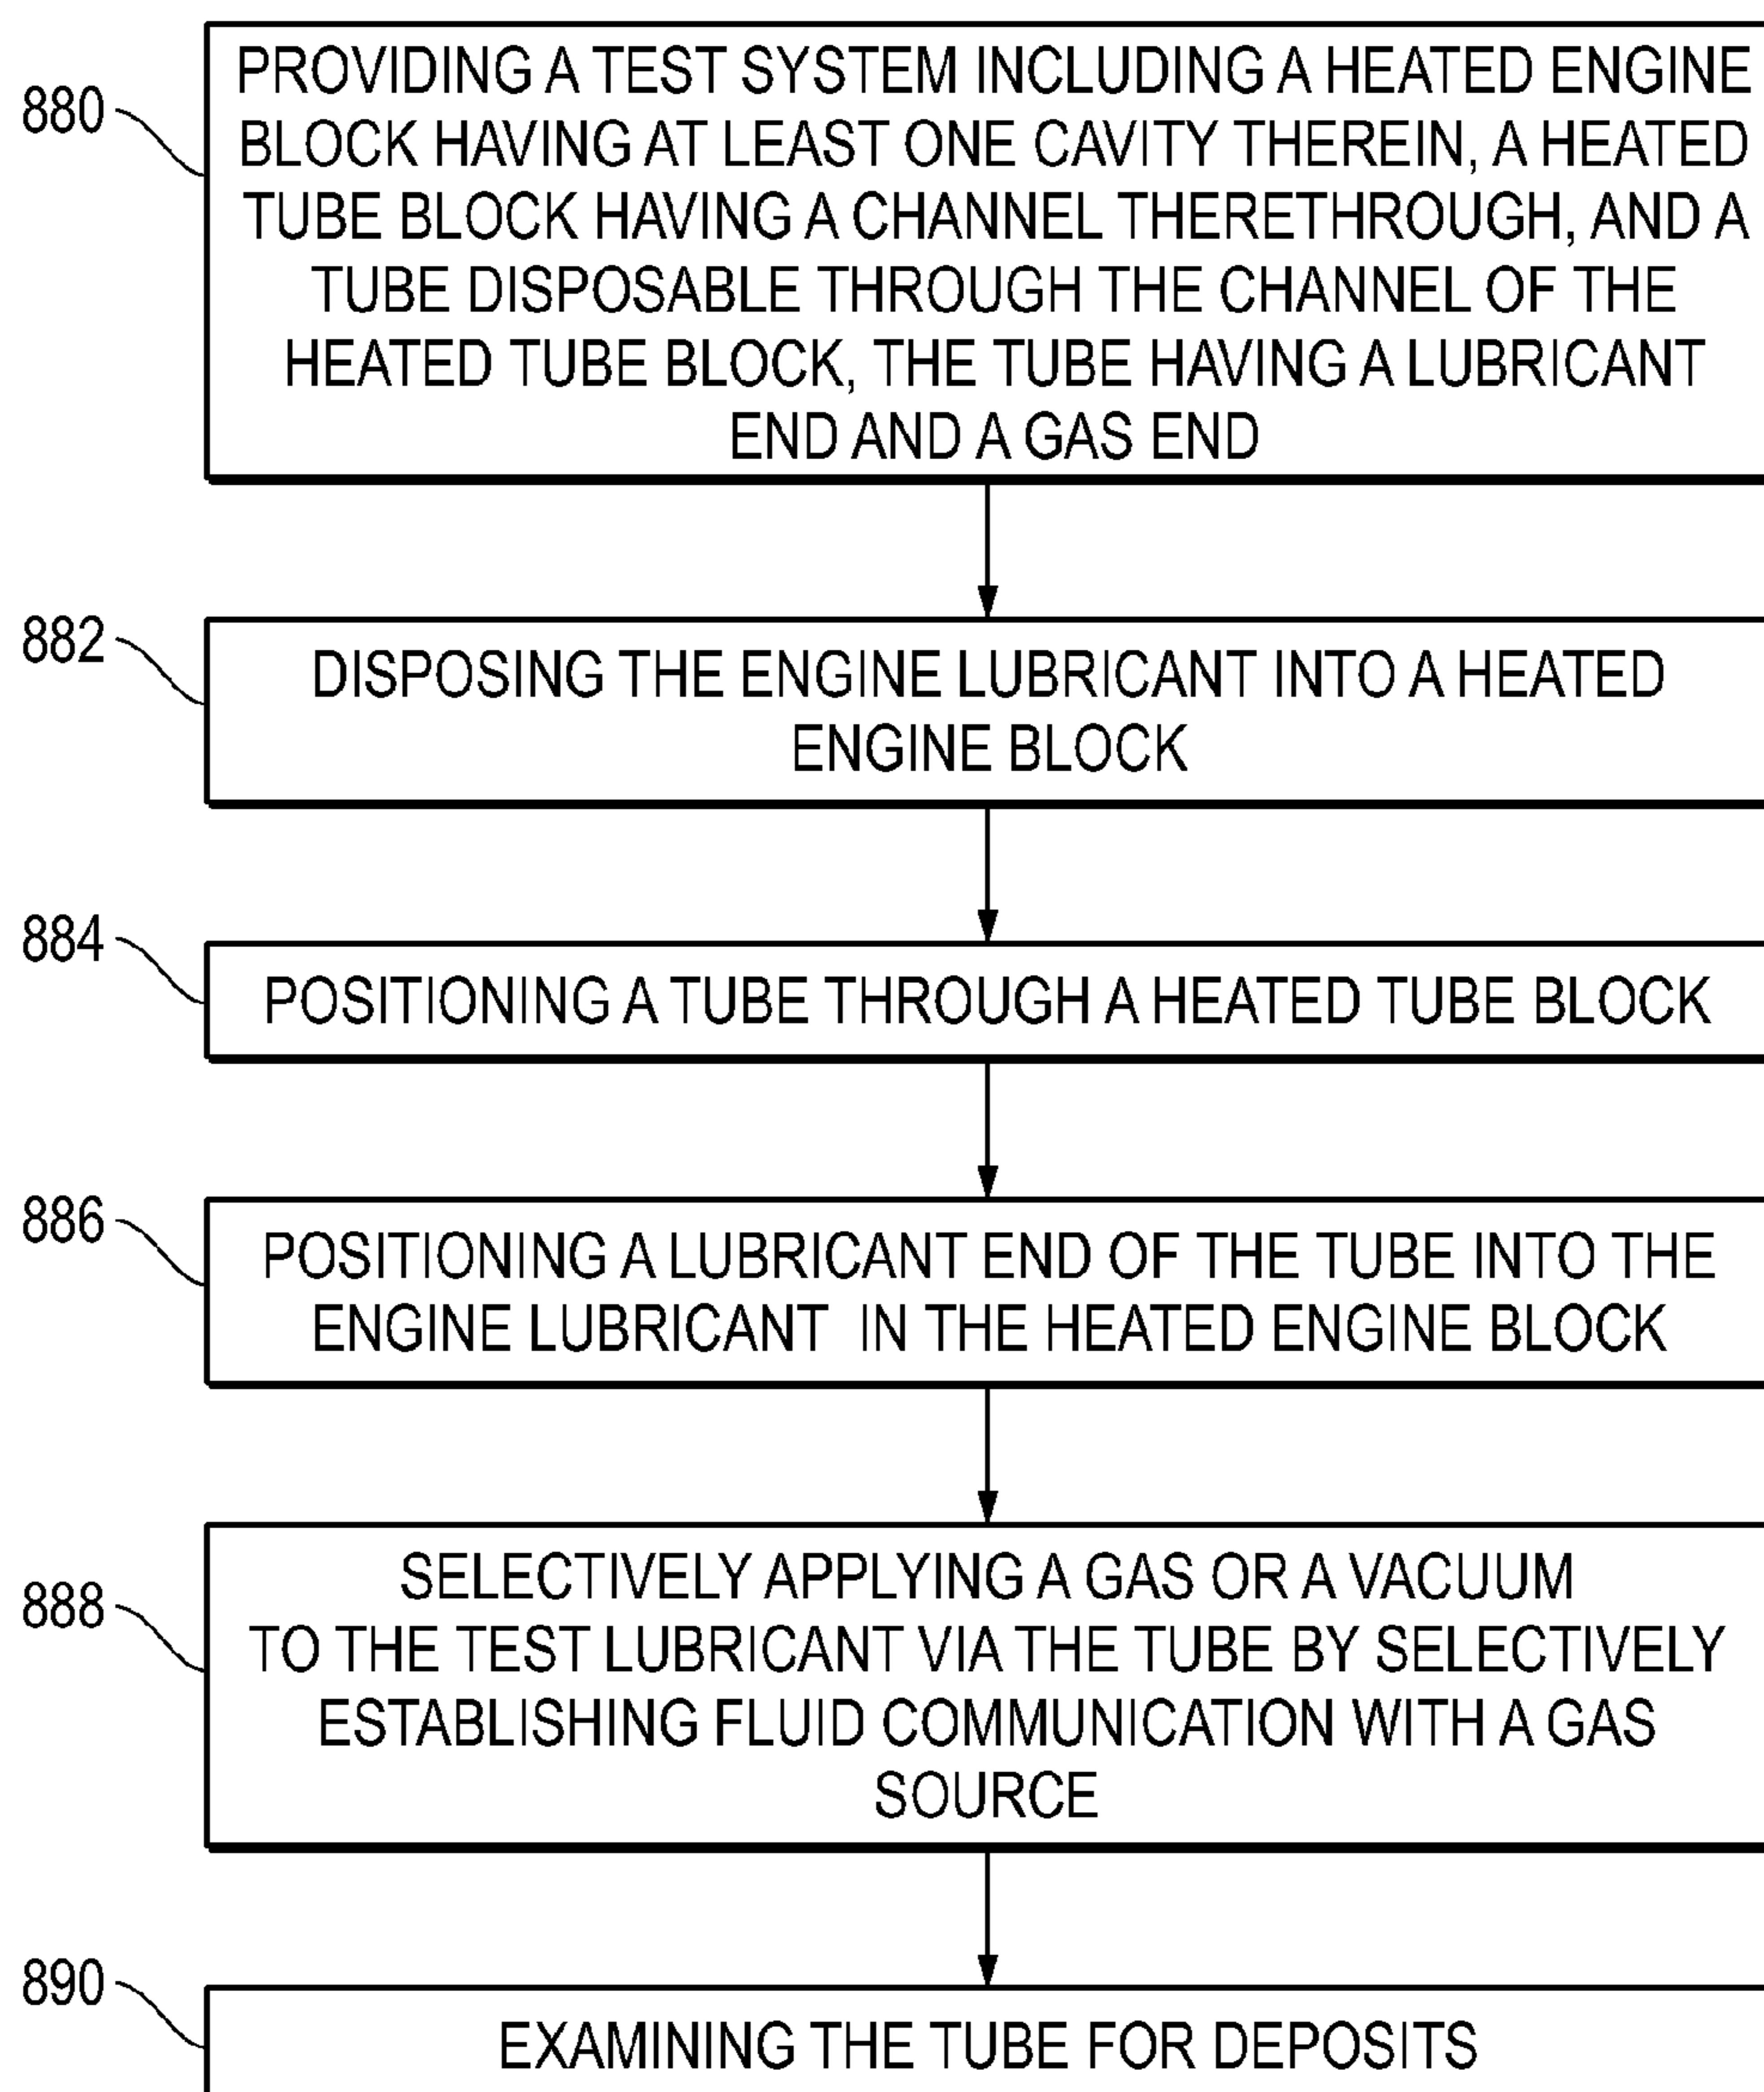 880
PROVIDING A TEST SYSTEM INCLUDING A HEATED ENGINE
BLOCK HAVING AT LEAST ONE CAVITY THEREIN, A HEATED
TUBE BLOCK HAVING A CHANNEL THERETHROUGH, AND A
TUBE DISPOSABLE THROUGH THE CHANNEL OF THE
HEATED TUBE BLOCK, THE TUBE HAVING A LUBRICANT
END AND A GAS END
882
DISPOSING THE ENGINE LUBRICANT INTO A HEATED
ENGINE BLOCK
884
POSITIONING A TUBE THROUGH A HEATED TUBE BLOCK
886
POSITIONING A LUBRICANT END OF THE TUBE INTO THE
ENGINE LUBRICANT IN THE HEATED ENGINE BLOCK
888
SELECTIVELY APPLYING A GAS OR A VACUUM
TO THE TEST LUBRICANT VIA THE TUBE BY SELECTIVELY
ESTABLISHING FLUID COMMUNICATION WITH A GAS
SOURCE
890
EXAMINING THE TUBE FOR DEPOSITS